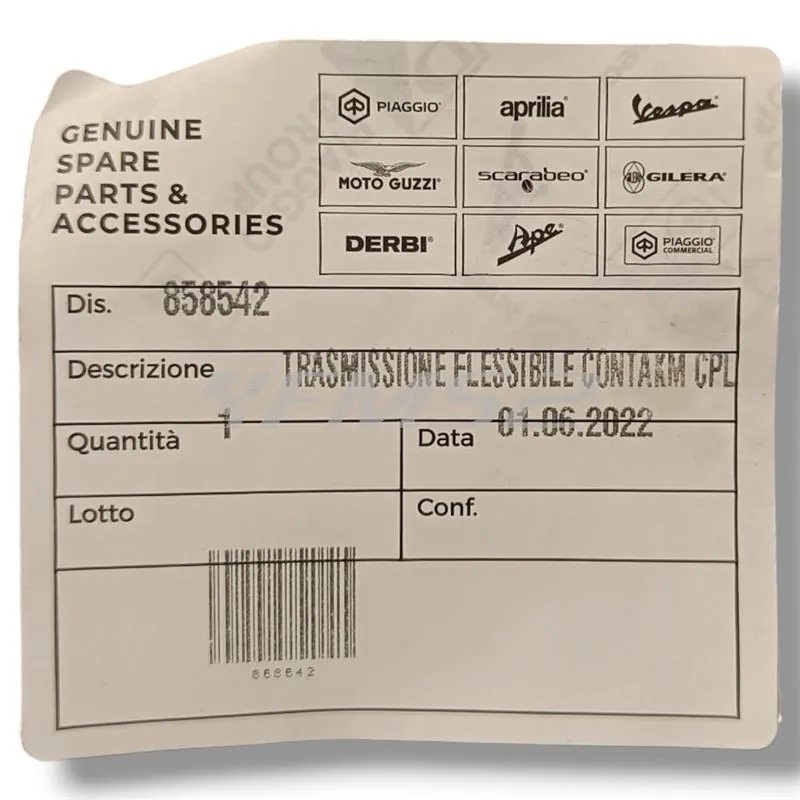 GENUINE
SPARE
PARTS &
ACCESSORIES
PIAGGIO®
aprilia®
Vespa®
MOTO GUZZI®
scarabeo®
GILERA®
DERBI®
Ape®
PIAGGIO®
COMMERCIAL
Dis. 858542
Descrizione TRASMISSIONE FLESSIBILE CONTAKM CPL
Quantità 1
Data 01.06.2022
Lotto
Conf.
858542